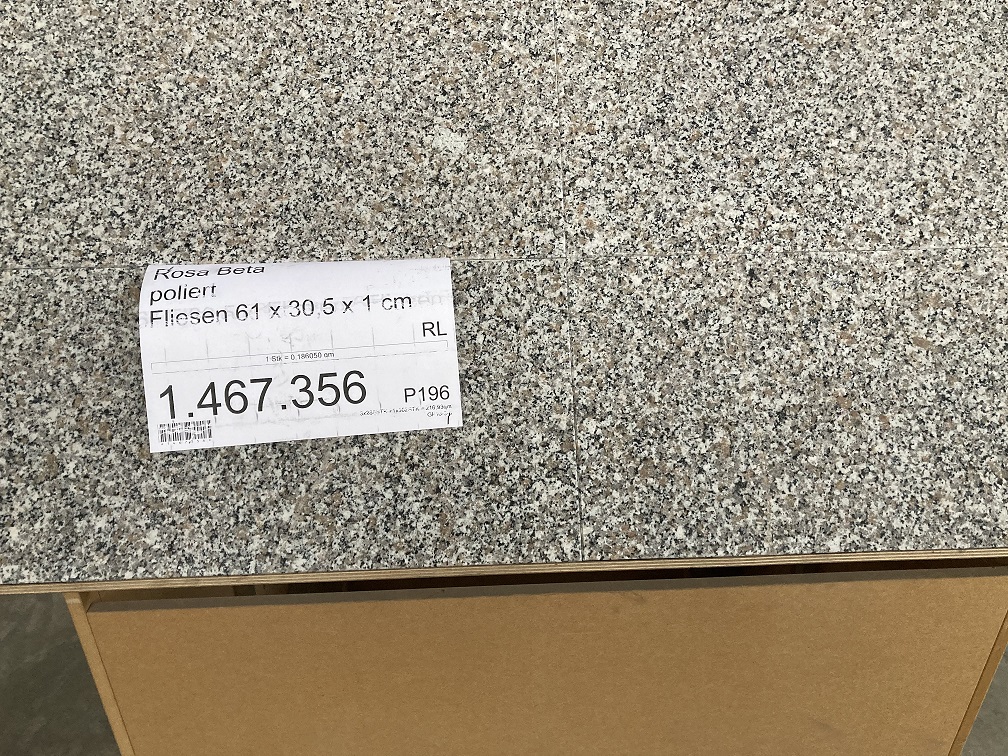 Rosa Beta
poliert
Fliesen 61 x 30,5 x 1 cm
RL
1 Stk = 0,186050 qm
1.467.356
P196